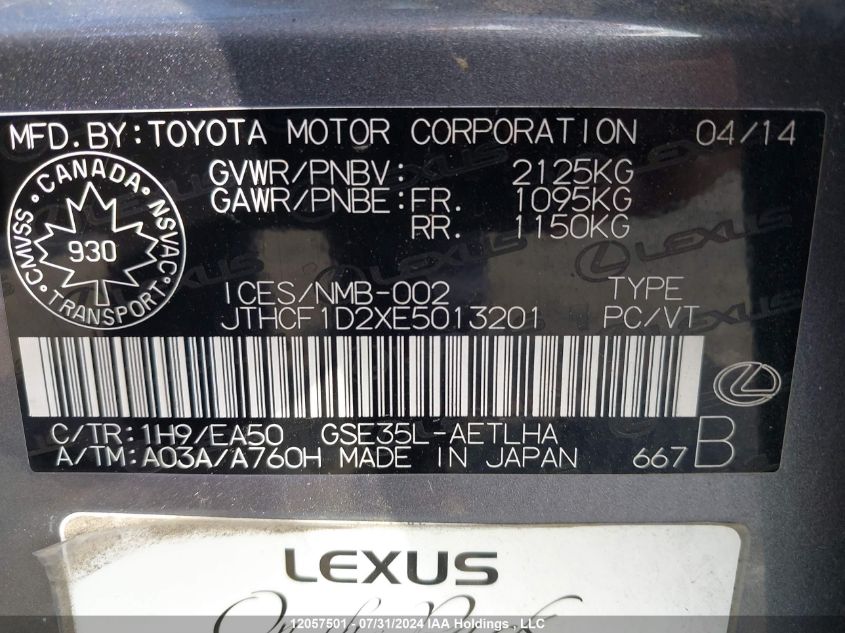 MFD.BY:TOYOTA MOTOR CORPORATION 04/14
GVWR/PNBV: 2125KG
GAWR/PNBE:FR. 1095KG
RR. 1150KG
CANADA
CMVSS NSVAC
930
TRANSPORT
ICES/NMB-002 TYPE
JTHCF1D2XE5013201 PC/VT
C/TR:1H9/EA50 GSE35L-AETLHA
A/TM:A03A/A760H MADE IN JAPAN 667 B
LEXUS
LEXUS
LEXUS
12057501 - 07/31/2024 IAA Holdings, LLC